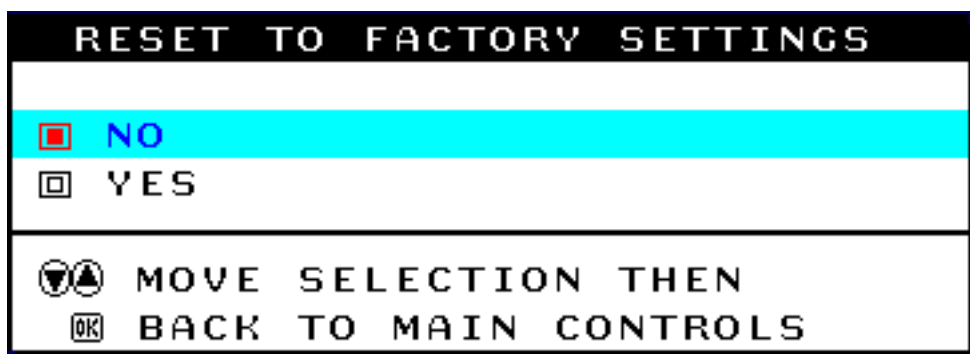 RESET TO FACTORY SETTINGS
NO
YES
MOVE SELECTION THEN
OK BACK TO MAIN CONTROLS